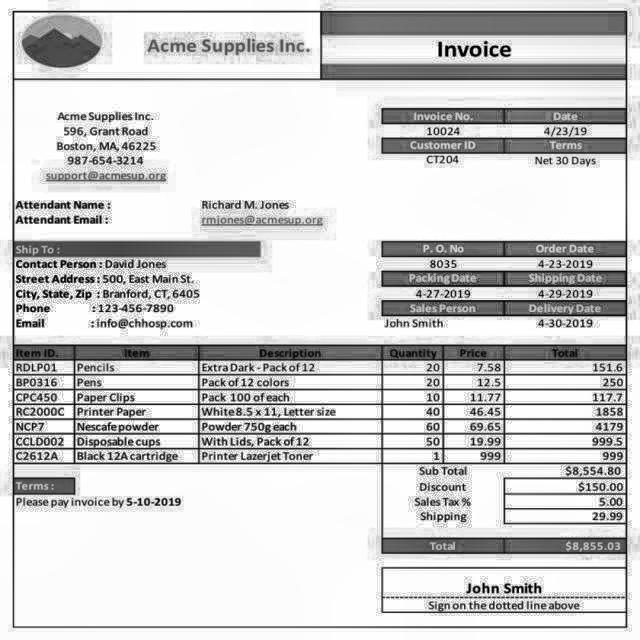 Acme Supplies Inc.
Invoice
Acme Supplies Inc.
596, Grant Road
Boston, MA, 46225
987-654-3214
support@acmesup.org
Invoice No. Date
10024 4/23/19
Customer ID Terms
CT204 Net 30 Days
Attendant Name : Richard M. Jones
Attendant Email : rmjones@acmesup.org
Ship To :
Contact Person : David Jones
Street Address : 500, East Main St.
City, State, Zip : Branford, CT, 6405
Phone : 123-456-7890
Email : info@chhosp.com
P. O. No Order Date
8035 4-23-2019
Packing Date Shipping Date
4-27-2019 4-29-2019
Sales Person Delivery Date
John Smith 4-30-2019
Item ID. Item Description Quantity Price Total
RDLP01 Pencils Extra Dark - Pack of 12 20 7.58 151.6
BP0316 Pens Pack of 12 colors 20 12.5 250
CPC450 Paper Clips Pack 100 of each 10 11.77 117.7
RC2000C Printer Paper White 8.5 x 11, Letter size 40 46.45 1858
NCP7 Nescafe powder Powder 750g each 60 69.65 4179
CCLD002 Disposable cups With Lids, Pack of 12 50 19.99 999.5
C2612A Black 12A cartridge Printer Lazerjet Toner 1 999 999
Sub Total $8,554.80
Terms :
Discount $150.00
Please pay invoice by 5-10-2019
Sales Tax % 5.00
Shipping 29.99
Total $8,855.03
John Smith
Sign on the dotted line above